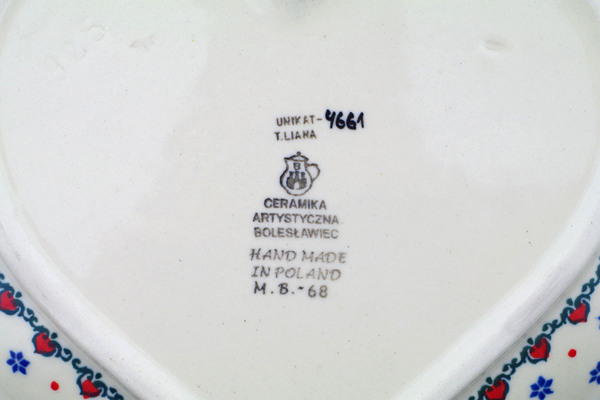 UNIKAT-4661
T.LIANA
B
CERAMIKA
ARTYSTYCZNA
BOLESŁAWIEC
HAND MADE
IN POLAND
M.B.-68